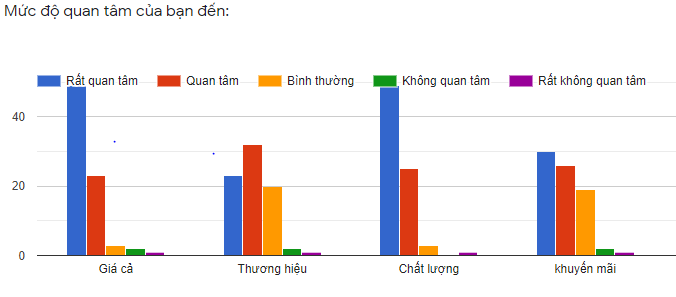 Mức độ quan tâm của bạn đến:
Rất quan tâm Quan tâm Bình thường Không quan tâm Rất không quan tâm
40
20
0
Giá cả Thương hiệu Chất lượng khuyến mãi